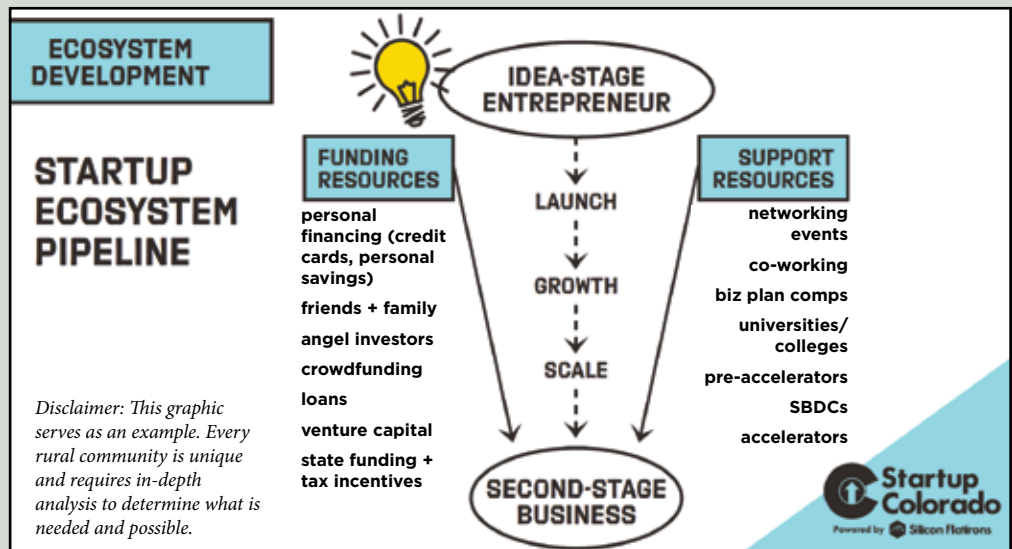 ECOSYSTEM
DEVELOPMENT
STARTUP
ECOSYSTEM
PIPELINE
Disclaimer: This graphic
serves as an example. Every
rural community is unique
and requires in-depth
analysis to determine what is
needed and possible.
IDEA-STAGE
ENTREPRENEUR
FUNDING
RESOURCES
personal
financing (credit
cards, personal
savings)
friends + family
angel investors
crowdfunding
loans
venture capital
state funding +
tax incentives
LAUNCH
GROWTH
SCALE
SECOND-STAGE
BUSINESS
SUPPORT
RESOURCES
networking
events
co-working
biz plan comps
universities/
colleges
pre-accelerators
SBDCs
accelerators
Startup
Colorado
Powered by Silicon Flatirons